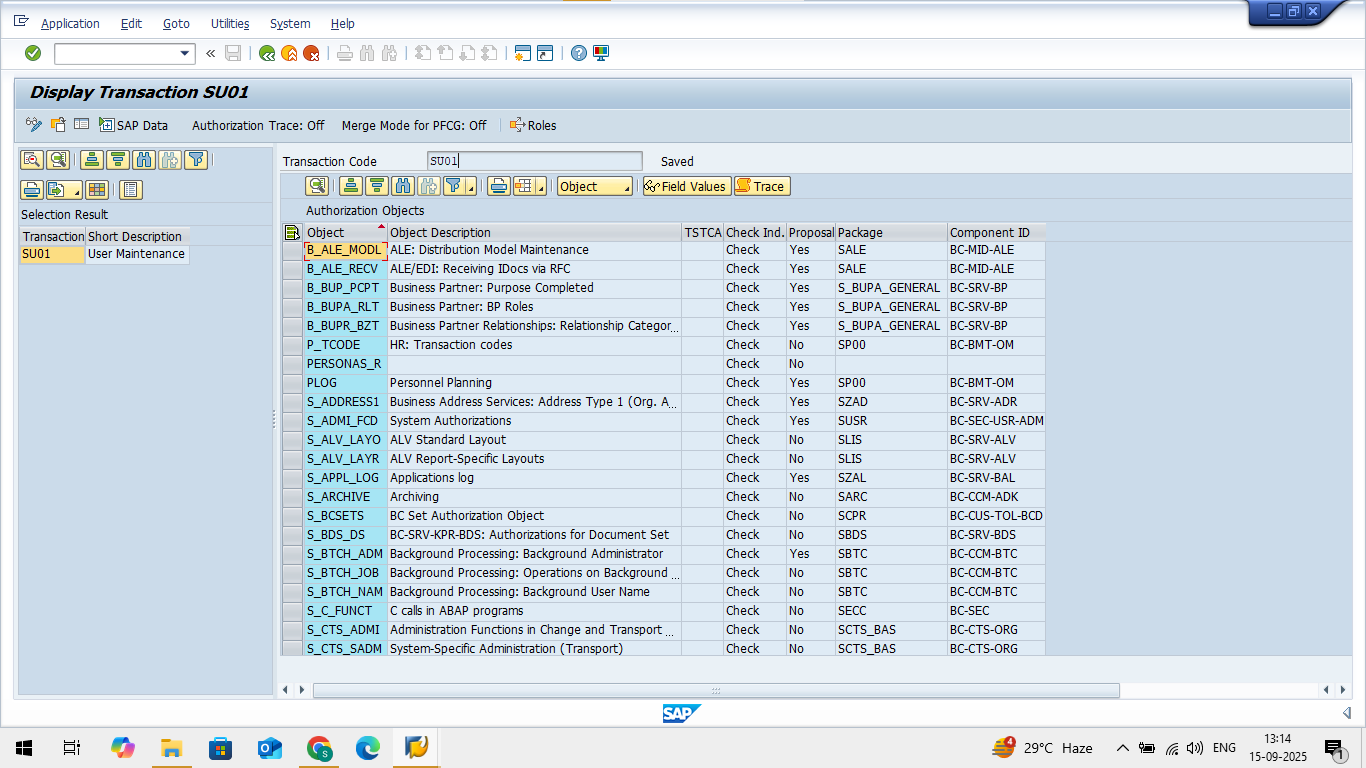 Application Edit Goto Utilities System Help
Display Transaction SU01
SAP Data Authorization Trace: Off Merge Mode for PFCG: Off Roles
Transaction Code SU01 Saved
Object Field Values Trace
Selection Result
Transaction Short Description
SU01 User Maintenance
Authorization Objects
Object Object Description TSTCA Check Ind. Proposal Package Component ID
B_ALE_MODL ALE: Distribution Model Maintenance Check Yes SALE BC-MID-ALE
B_ALE_RECV ALE/EDI: Receiving IDocs via RFC Check Yes SALE BC-MID-ALE
B_BUP_PCPT Business Partner: Purpose Completed Check Yes S_BUPA_GENERAL BC-SRV-BP
B_BUPA_RLT Business Partner: BP Roles Check Yes S_BUPA_GENERAL BC-SRV-BP
B_BUPR_BZT Business Partner Relationships: Relationship Categor... Check Yes S_BUPA_GENERAL BC-SRV-BP
P_TCODE HR: Transaction codes Check No SP00 BC-BMT-OM
PERSONAS_R Check No
PLOG Personnel Planning Check Yes SP00 BC-BMT-OM
S_ADDRESS1 Business Address Services: Address Type 1 (Org. A... Check Yes SZAD BC-SRV-ADR
S_ADMI_FCD System Authorizations Check Yes SUSR BC-SEC-USR-ADM
S_ALV_LAYO ALV Standard Layout Check No SLIS BC-SRV-ALV
S_ALV_LAYR ALV Report-Specific Layouts Check No SLIS BC-SRV-ALV
S_APPL_LOG Applications log Check Yes SZAL BC-SRV-BAL
S_ARCHIVE Archiving Check No SARC BC-CCM-ADK
S_BCSETS BC Set Authorization Object Check No SCPR BC-CUS-TOL-BCD
S_BDS_DS BC-SRV-KPR-BDS: Authorizations for Document Set Check No SBDS BC-SRV-BDS
S_BTCH_ADM Background Processing: Background Administrator Check Yes SBTC BC-CCM-BTC
S_BTCH_JOB Background Processing: Operations on Background ... Check No SBTC BC-CCM-BTC
S_BTCH_NAM Background Processing: Background User Name Check No SBTC BC-CCM-BTC
S_C_FUNCT C calls in ABAP programs Check No SECC BC-SEC
S_CTS_ADMI Administration Functions in Change and Transport ... Check No SCTS_BAS BC-CTS-ORG
S_CTS_SADM System-Specific Administration (Transport) Check No SCTS_BAS BC-CTS-ORG
SAP
S 4 29°C Haze ENG 13:14
15-09-2025 1